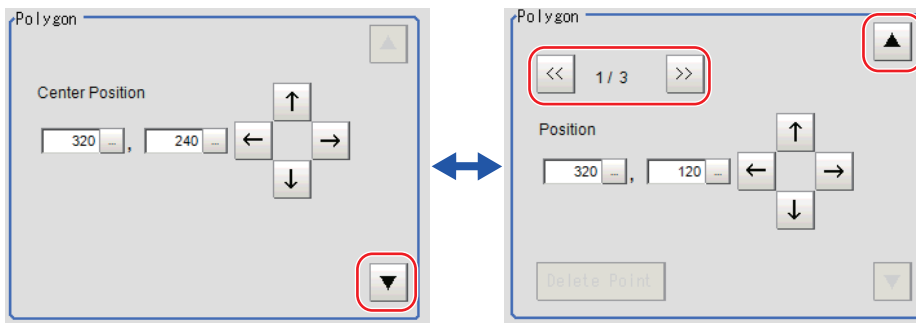 Polygon
Center Position
320 ... , 240 ...
Polygon
<< 1/ 3 >>
Position
320 ... , 120 ...
Delete Point